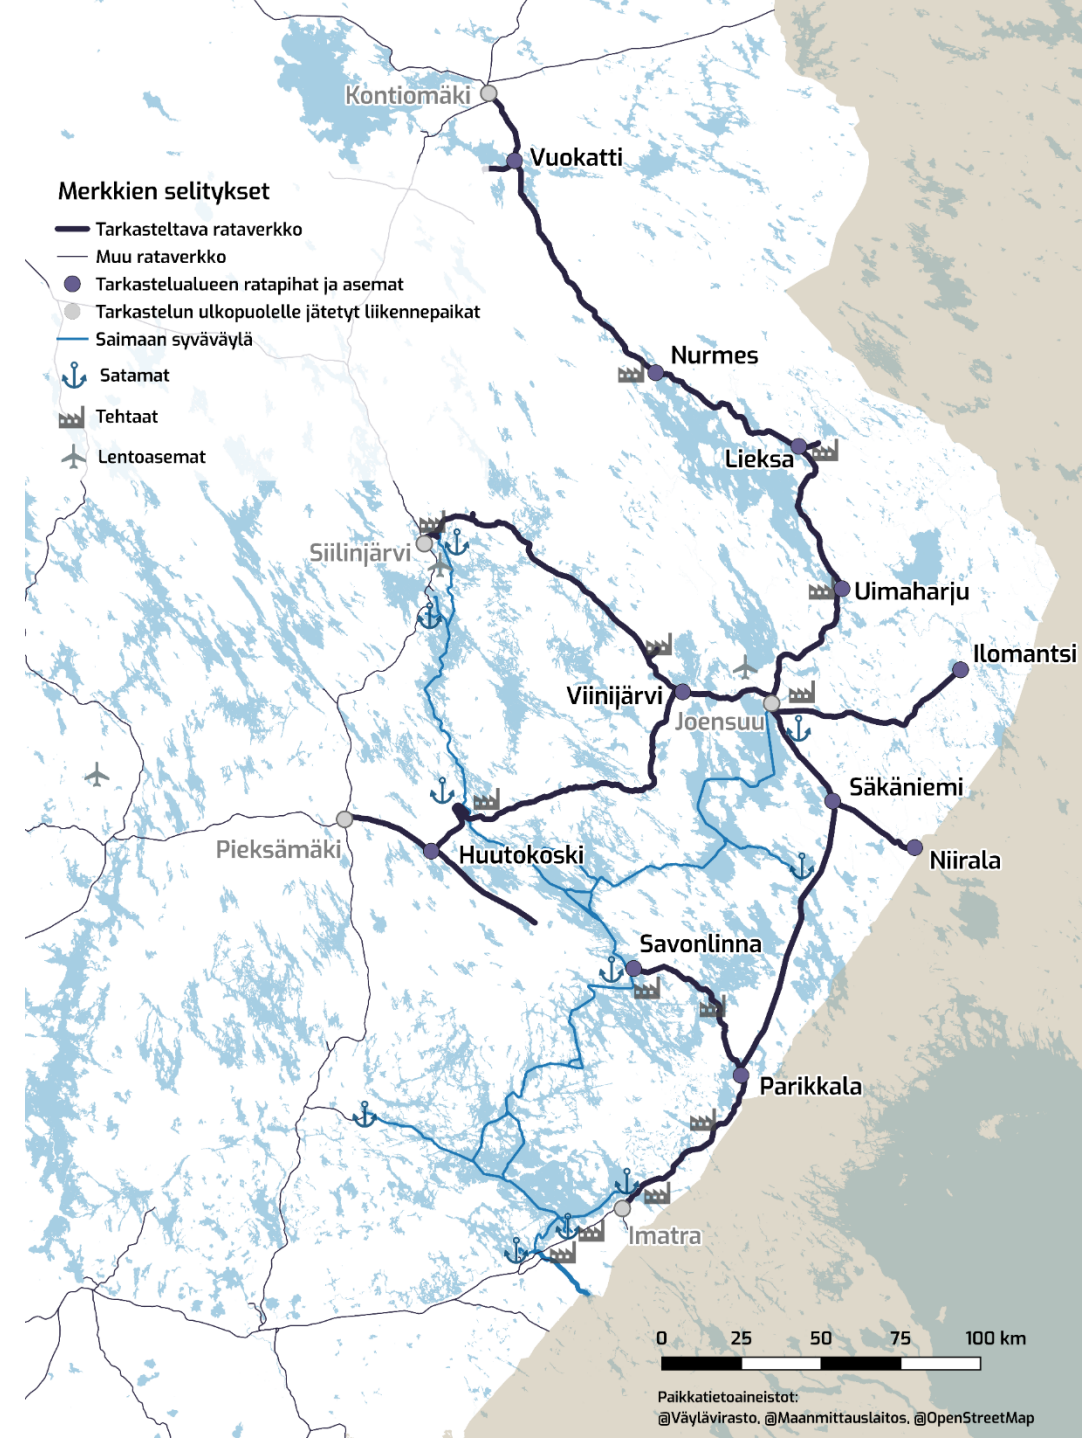 Kontiomäki
Vuokatti
Merkkien selitykset
Tarkasteltava rataverkko
Muu rataverkko
Tarkastelualueen ratapihat ja asemat
Tarkastelun ulkopuolelle jätetyt liikennepaikat
Saimaan syväväylä
Satamat
Tehtaat
Lentoasemat
Nurmes
Lieksa
Siilinjärvi
Uimaharju
Ilomantsi
Viinijärvi
Joensuu
Säkäniemi
Pieksämäki
Huutokoski
Niirala
Savonlinna
Parikkala
Imatra
0 25 50 75 100 km
Paikkatietoaineistot:
@Väylävirasto, @Maanmittauslaitos, @OpenStreetMap